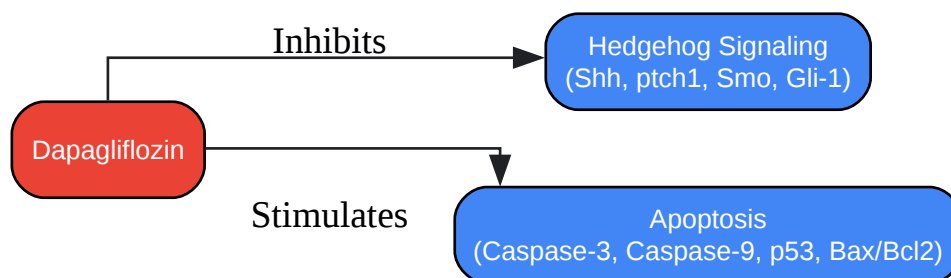 Inhibits
Hedgehog Signaling
(Shh, ptch1, Smo, Gli-1)
Dapagliflozin
Stimulates
Apoptosis
(Caspase-3, Caspase-9, p53, Bax/Bcl2)